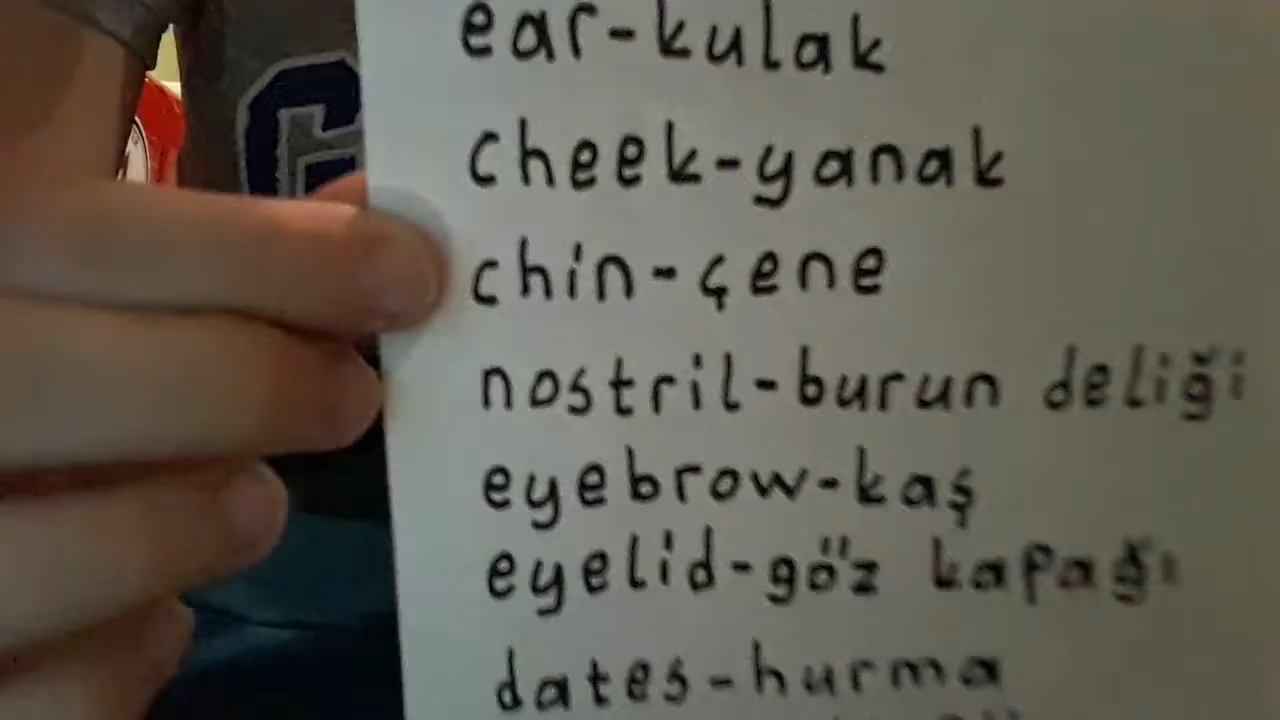 ear-kulak
cheek-yanak
chin-çene
nostril-burun deliği
eyebrow-kaş
eyelid-göz kapağı
dates-hurma